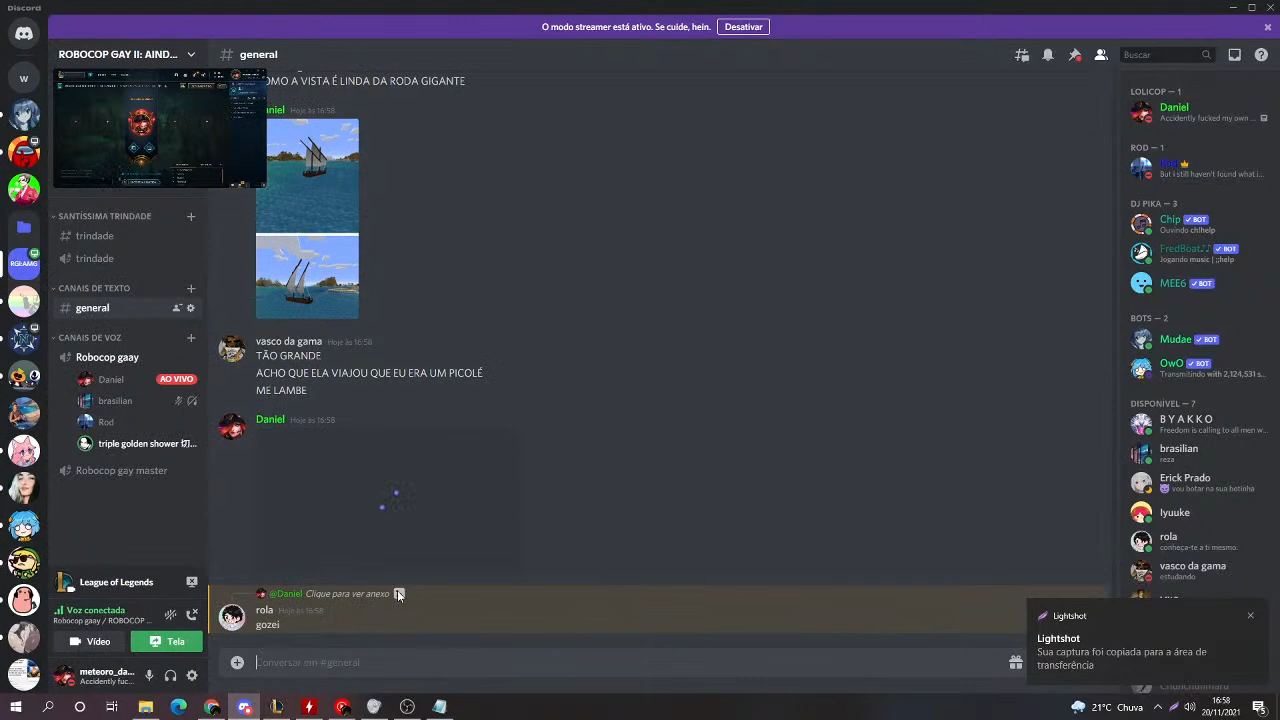 Discord
O modo streamer está ativo. Se cuide, hein.
Desativar
ROBOCOP GAY II: AIND...
general
Buscar
SANTÍSSIMA TRINDADE
trindade
trindade
CANAIS DE TEXTO
general
CANAIS DE VOZ
Robocop gaay
Daniel
AO VIVO
brasilian
Rod
Robocop gay master
League of Legends
Voz conectada
Robocop gaay / ROBOCOP ...
Vídeo
Tela
meteoro_da...
Accidently fuc...
OMO A VISTA É LINDA DA RODA GIGANTE
aniel Hoje às 16:58
vasco da gama Hoje às 16:58
TÃO GRANDE
ACHO QUE ELA VIAJOU QUE EU ERA UM PICOLÉ
ME LAMBE
Daniel Hoje às 16:58
@Daniel Clique para ver anexo
rola Hoje às 16:58
gozei
Conversar em #general
LOLICOP — 1
Daniel
Accidently fucked my own ...
ROD — 1
Rod
But i still haven't found what i...
DJ PIKA — 3
Chip BOT
Ouvindo ch!help
FredBoat♪♪ BOT
Jogando music | ;;help
MEE6 BOT
BOTS — 2
Mudae BOT
OwO BOT
Transmitindo with 2,124,531 s...
DISPONÍVEL — 7
B Y A K K O
Freedom is calling to all men w...
brasilian
reza
Erick Prado
vou botar na sua botinha
lyuuke
rola
conheça-te a ti mesmo.
vasco da gama
estudando
Lightshot
Lightshot
Sua captura foi copiada para a área de
transferência
21°C Chuva
16:58
20/11/2021